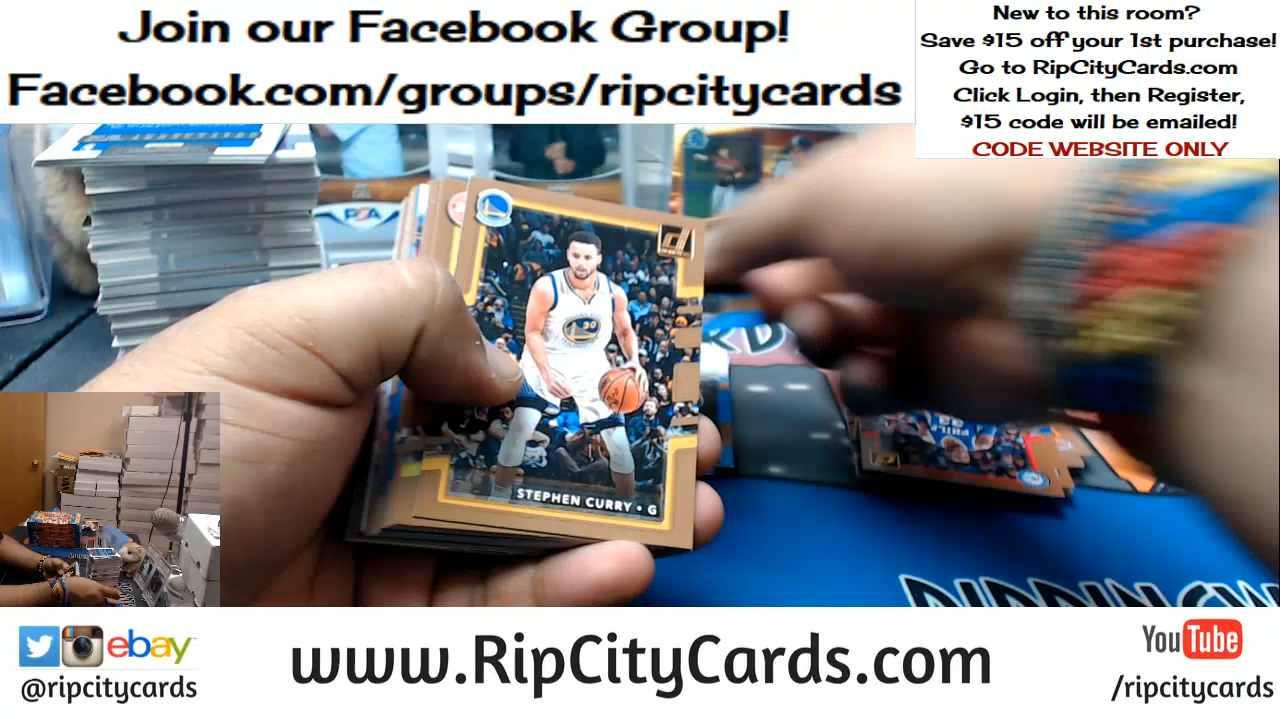 Join our Facebook Group!
Facebook.com/groups/ripcitycards
New to this room?
Save $15 off your 1st purchase!
Go to RipCityCards.com
Click Login, then Register,
$15 code will be emailed!
CODE WEBSITE ONLY
PSA
30
STEPHEN CURRY • G
ebay
@ripcitycards
www.RipCityCards.com
YouTube
/ripcitycards